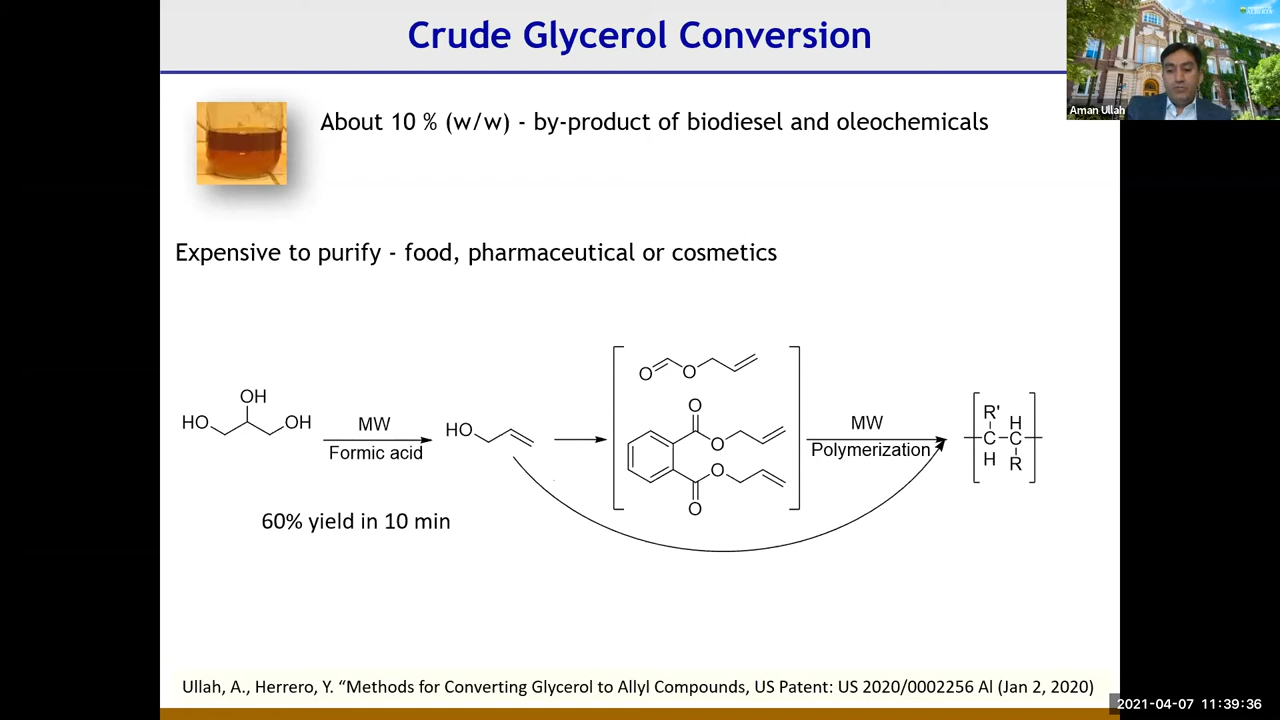 Crude Glycerol Conversion
ALBERTA
Aman Ullah
About 10 % (w/w) - by-product of biodiesel and oleochemicals
Expensive to purify - food, pharmaceutical or cosmetics
HO
OH
OH
MW
Formic acid
HO
O
O
O
O
O
O
MW
Polymerization
R'
H
C
C
H
R
60% yield in 10 min
Ullah, A., Herrero, Y. “Methods for Converting Glycerol to Allyl Compounds, US Patent: US 2020/0002256 Al (Jan 2, 2020)
2021-04-07 11:39:36